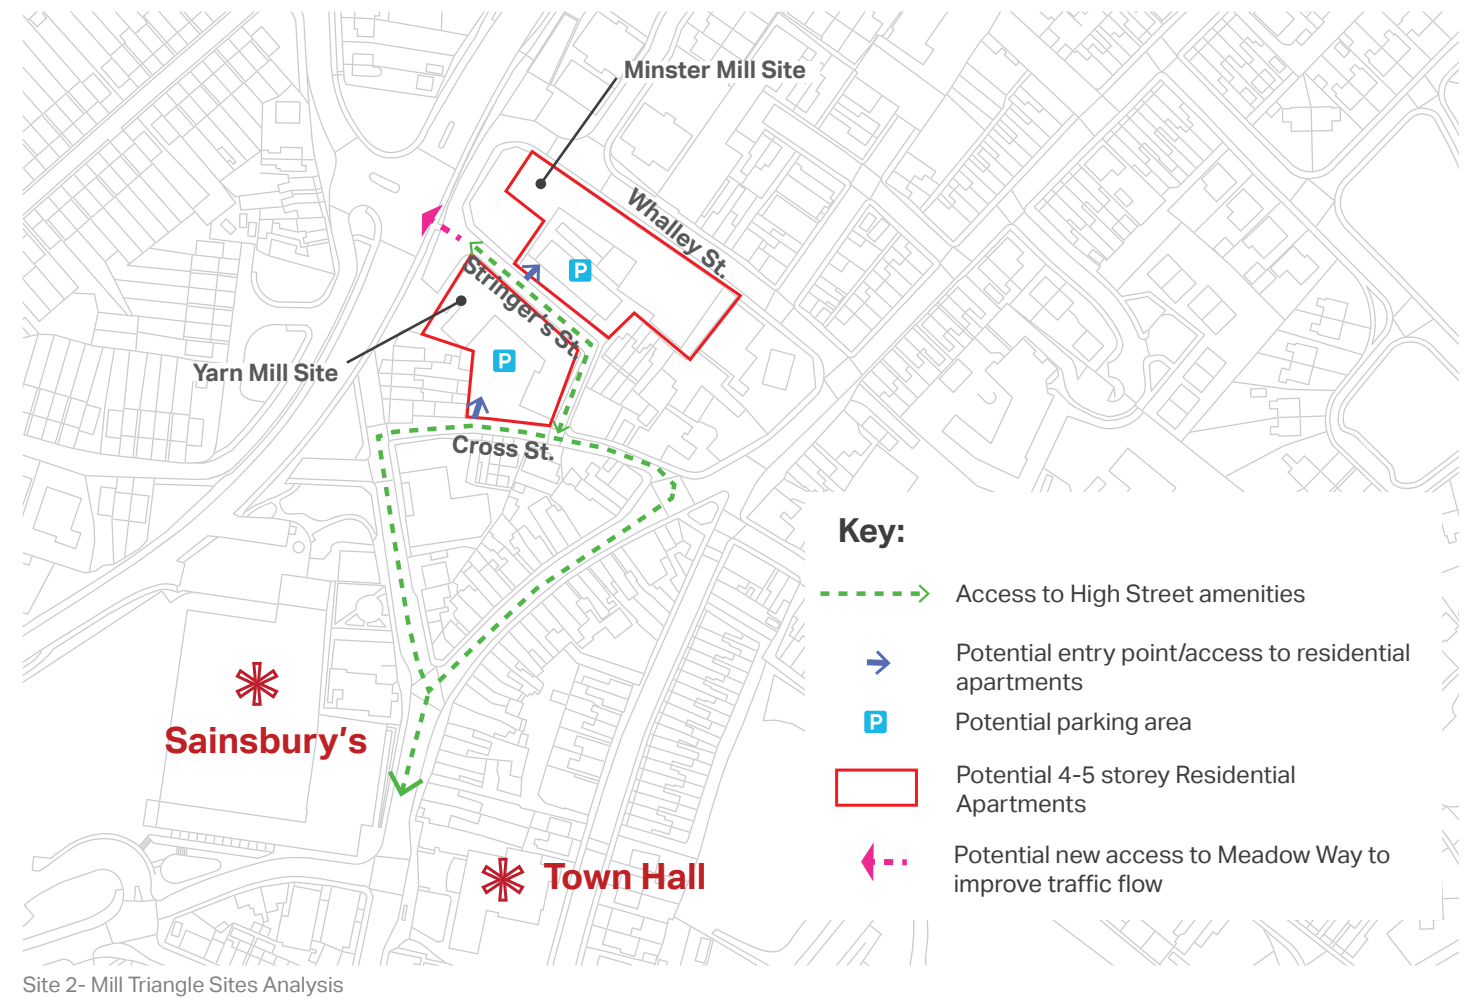 Minster Mill Site
Whalley St.
Stringer's St.
P
Yarn Mill Site
P
Cross St.
Key:
Access to High Street amenities
Potential entry point/access to residential
apartments
P
Potential parking area
Potential 4-5 storey Residential
Apartments
Potential new access to Meadow Way to
improve traffic flow
Sainsbury's
Town Hall
Site 2- Mill Triangle Sites Analysis